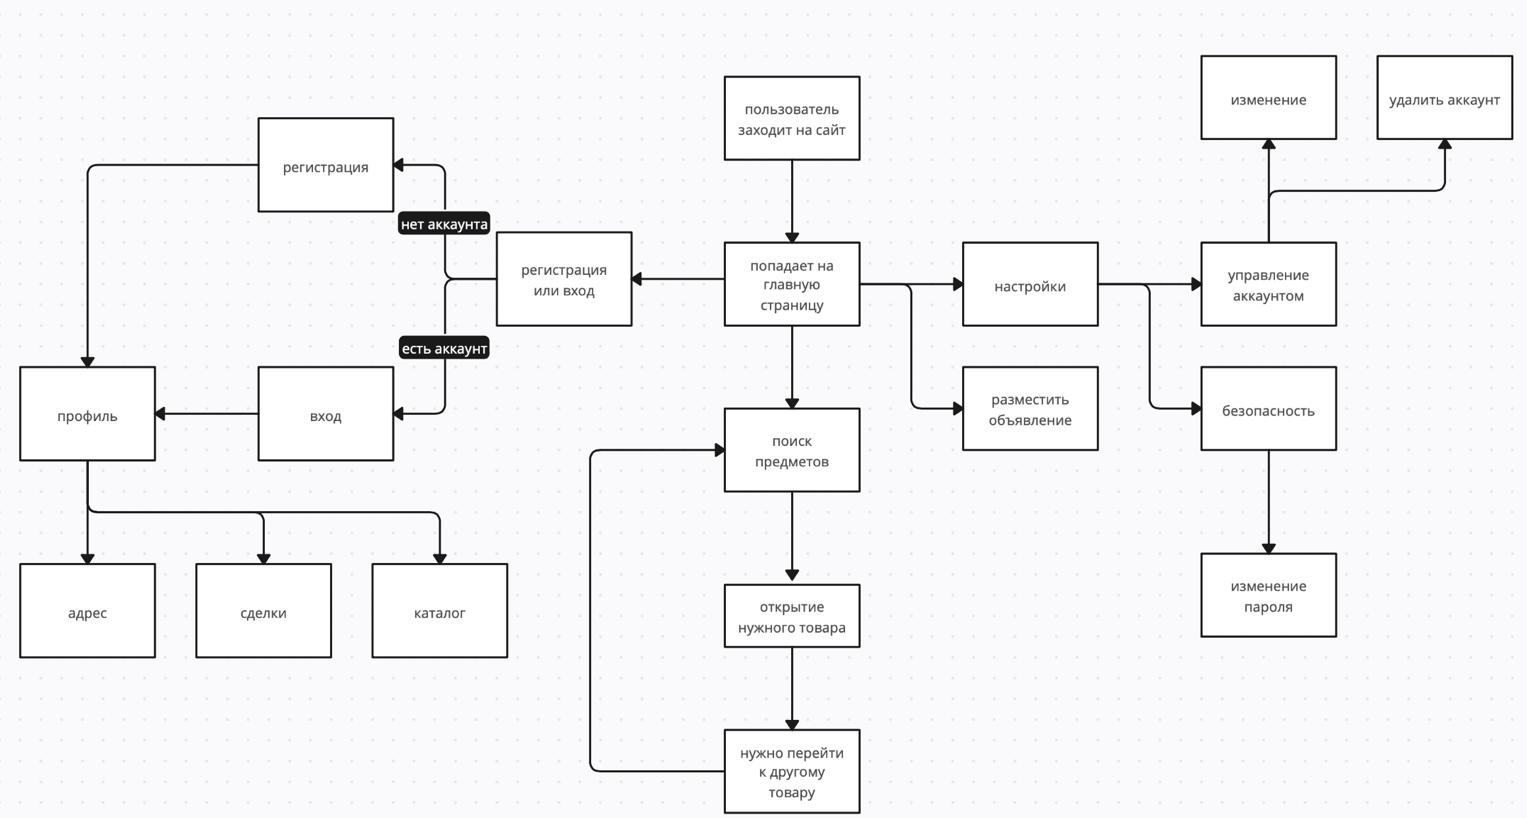 пользователь
заходит на сайт
изменение
удалить аккаунт
регистрация
нет аккаунта
регистрация
или вход
попадает на
главную
страницу
настройки
управление
аккаунтом
есть аккаунт
профиль
вход
поиск
предметов
разместить
объявление
безопасность
адрес
сделки
каталог
открытие
нужного товара
изменение
пароля
нужно перейти
к другому
товару